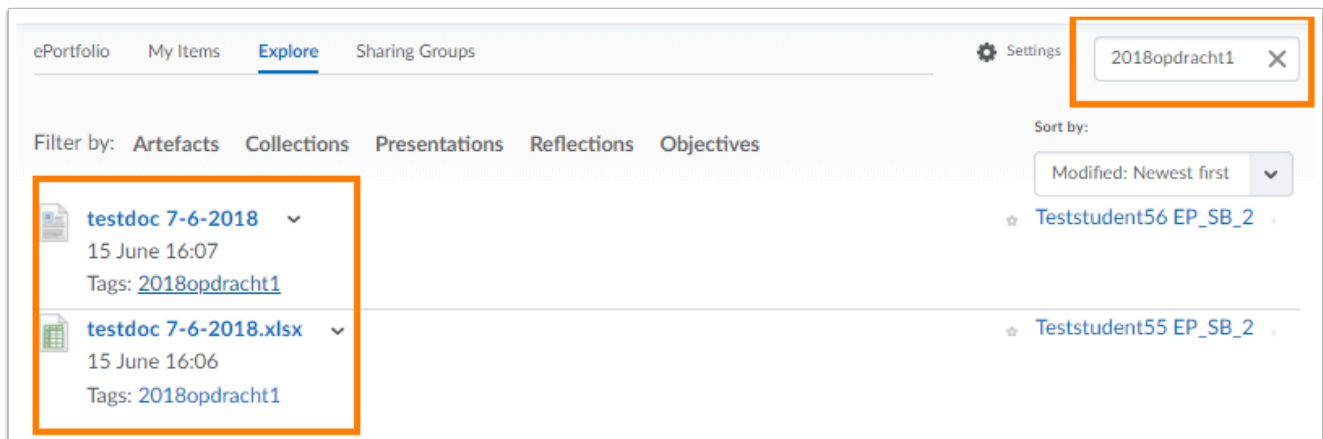 ePortfolio My Items Explore Sharing Groups Settings 2018opdracht1
Filter by: Artefacts Collections Presentations Reflections Objectives
Sort by:
Modified: Newest first
testdoc 7-6-2018
Teststudent56 EP_SB_2
15 June 16:07
Tags: 2018opdracht1
testdoc 7-6-2018.xlsx
Teststudent55 EP_SB_2
15 June 16:06
Tags: 2018opdracht1